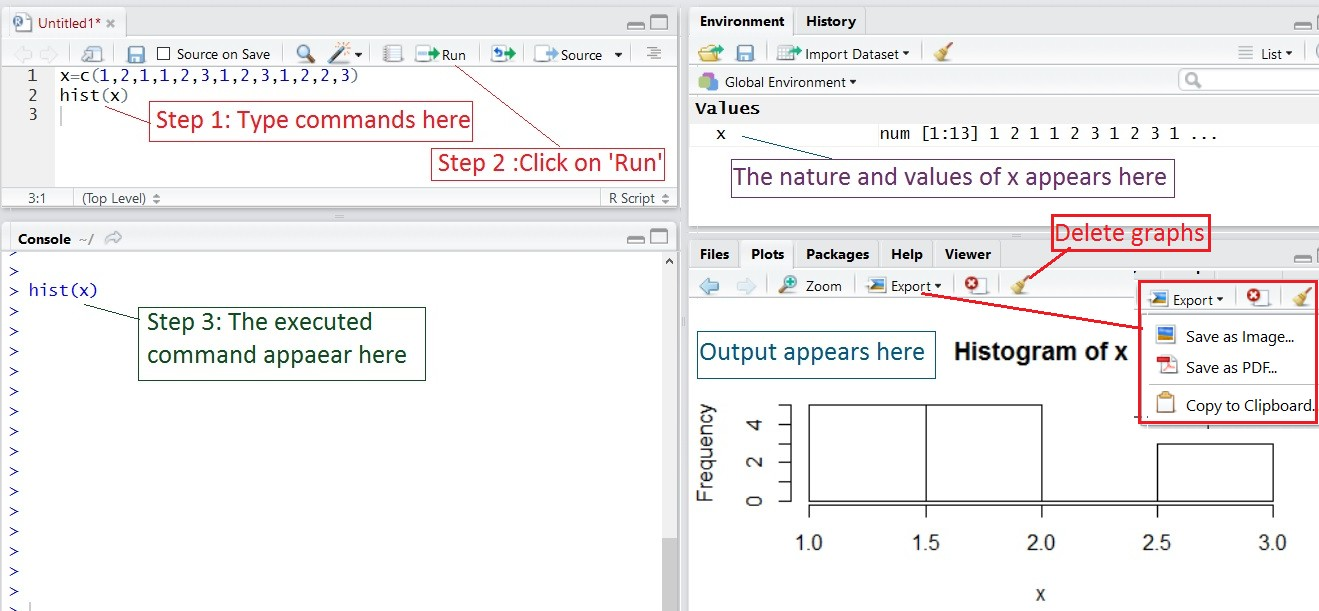 Untitled1*
Source on Save
Run
Source
1 x=c(1,2,1,1,2,3,1,2,3,1,2,2,3)
2 hist(x)
3
Step 1: Type commands here
Step 2 :Click on 'Run'
3:1 (Top Level) R Script
Console ~/
>
> hist(x)
>
Step 3: The executed
command appaear here
>
>
>
>
>
>
>
>
>
>
>
>
>
>
Environment History
Import Dataset List
Global Environment
Values
x num [1:13] 1 2 1 1 2 3 1 2 3 1 ...
The nature and values of x appears here
Delete graphs
Files Plots Packages Help Viewer
Zoom Export
Export
Save as Image...
Save as PDF...
Copy to Clipboard.
Output appears here
Histogram of x
Frequency
4
2
0
1.0 1.5 2.0 2.5 3.0
x